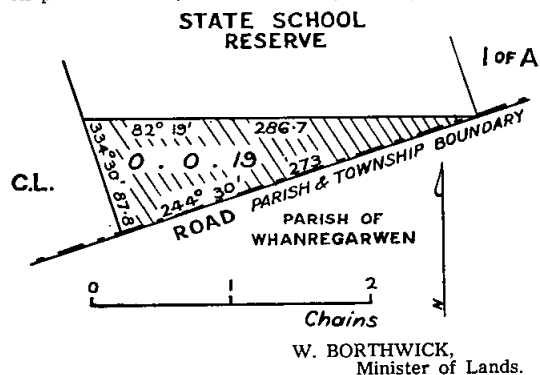 STATE SCHOOL
RESERVE
1 OF A
82° 19' 286·7
334° 30' 87·8
0 . 0 . 19
C.L.
244° 30' 273
ROAD PARISH & TOWNSHIP BOUNDARY
PARISH OF
WHANREGARWEN
N
0 1 2
Chains
W. BORTHWICK,
Minister of Lands.